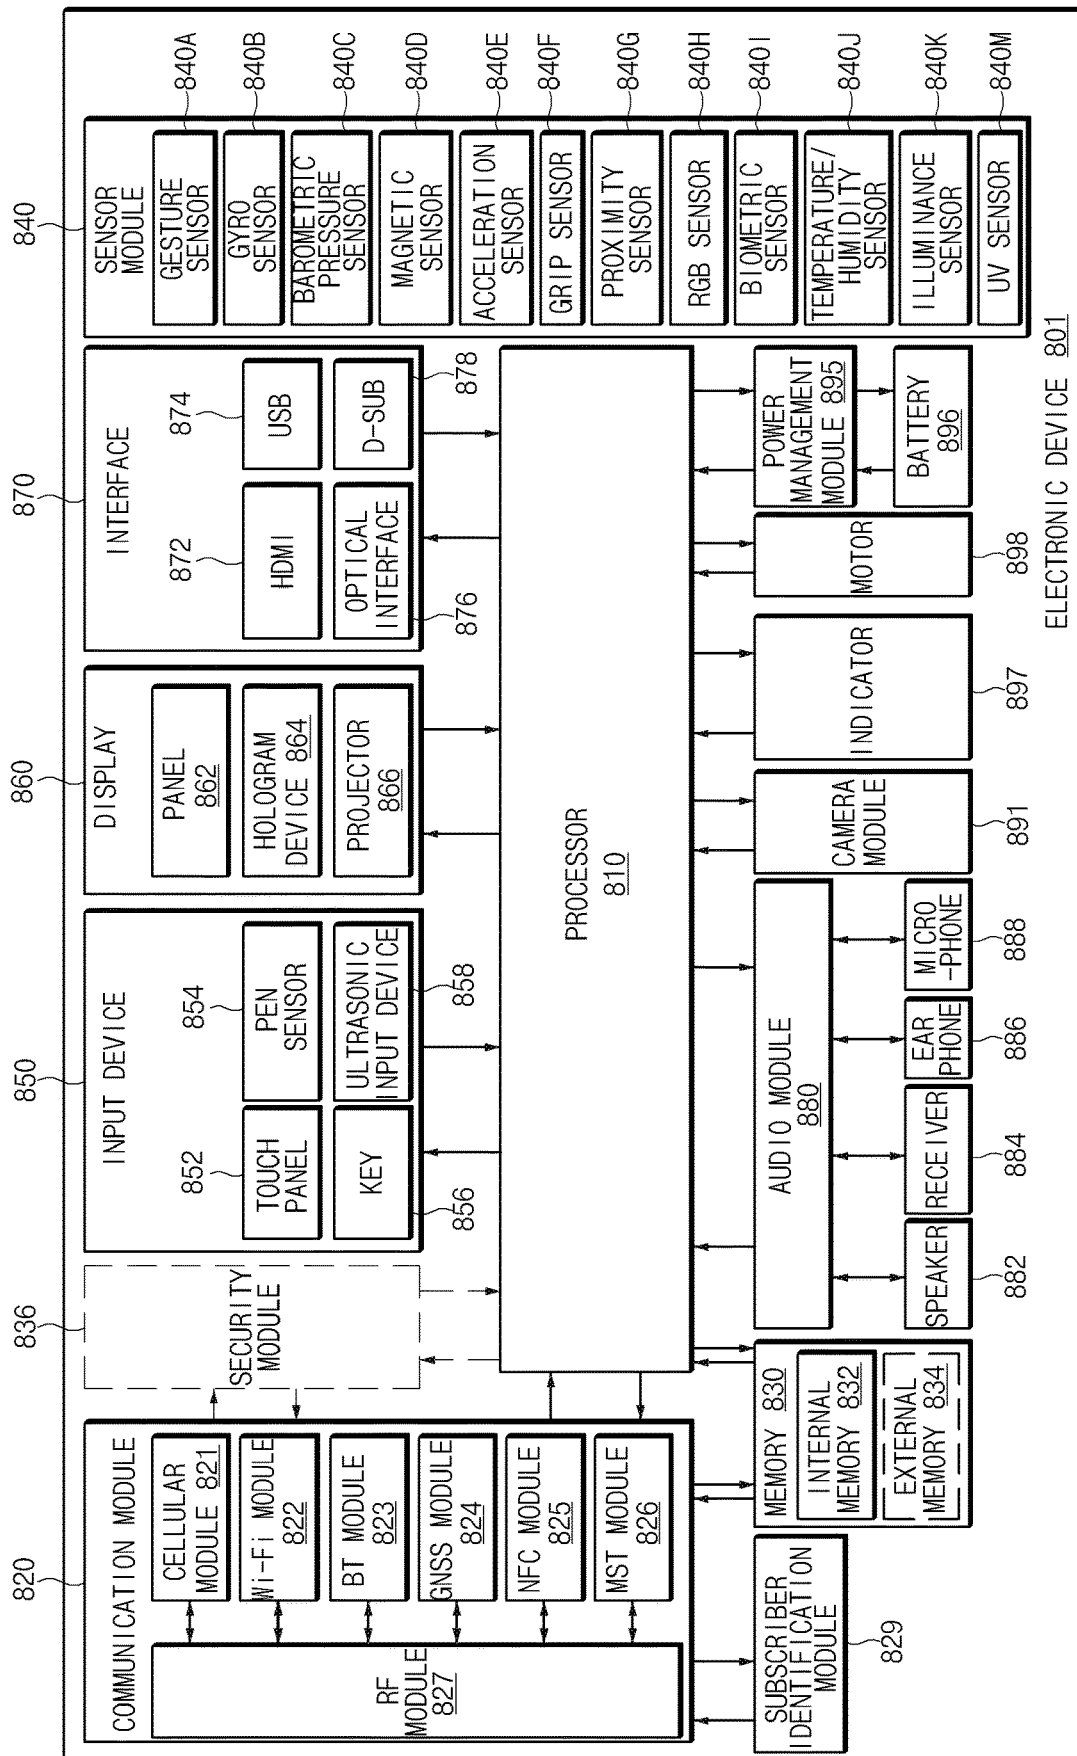 820
COMMUNICATION MODULE
CELLULAR
MODULE 821
Wi-Fi MODULE
822
BT MODULE
823
GNSS MODULE
824
NFC MODULE
825
MST MODULE
826
RF
MODULE
827
836
SECURITY
MODULE
850
INPUT DEVICE
852
TOUCH
PANEL
854
PEN
SENSOR
KEY
856
ULTRASONIC
INPUT DEVICE
858
860
DISPLAY
PANEL
862
HOLOGRAM
DEVICE 864
PROJECTOR
866
870
INTERFACE
872
HDMI
874
USB
OPTICAL
INTERFACE
876
D-SUB
878
840
SENSOR
MODULE
GESTURE
SENSOR
840A
GYRO
SENSOR
840B
BAROMETRIC
PRESSURE
SENSOR
840C
MAGNETIC
SENSOR
840D
ACCELERATION
SENSOR
840E
GRIP SENSOR
840F
PROXIMITY
SENSOR
840G
RGB SENSOR
840H
BIOMETRIC
SENSOR
840I
TEMPERATURE/
HUMIDITY
SENSOR
840J
ILLUMINANCE
SENSOR
840K
UV SENSOR
840M
PROCESSOR
810
SUBSCRIBER
IDENTIFICATION
MODULE
829
MEMORY 830
INTERNAL
MEMORY 832
EXTERNAL
MEMORY 834
AUDIO MODULE
880
SPEAKER
882
RECEIVER
884
EAR
PHONE
886
MICRO
-PHONE
888
CAMERA
MODULE
891
INDICATOR
897
MOTOR
898
POWER
MANAGEMENT
MODULE 895
BATTERY
896
ELECTRONIC DEVICE 801